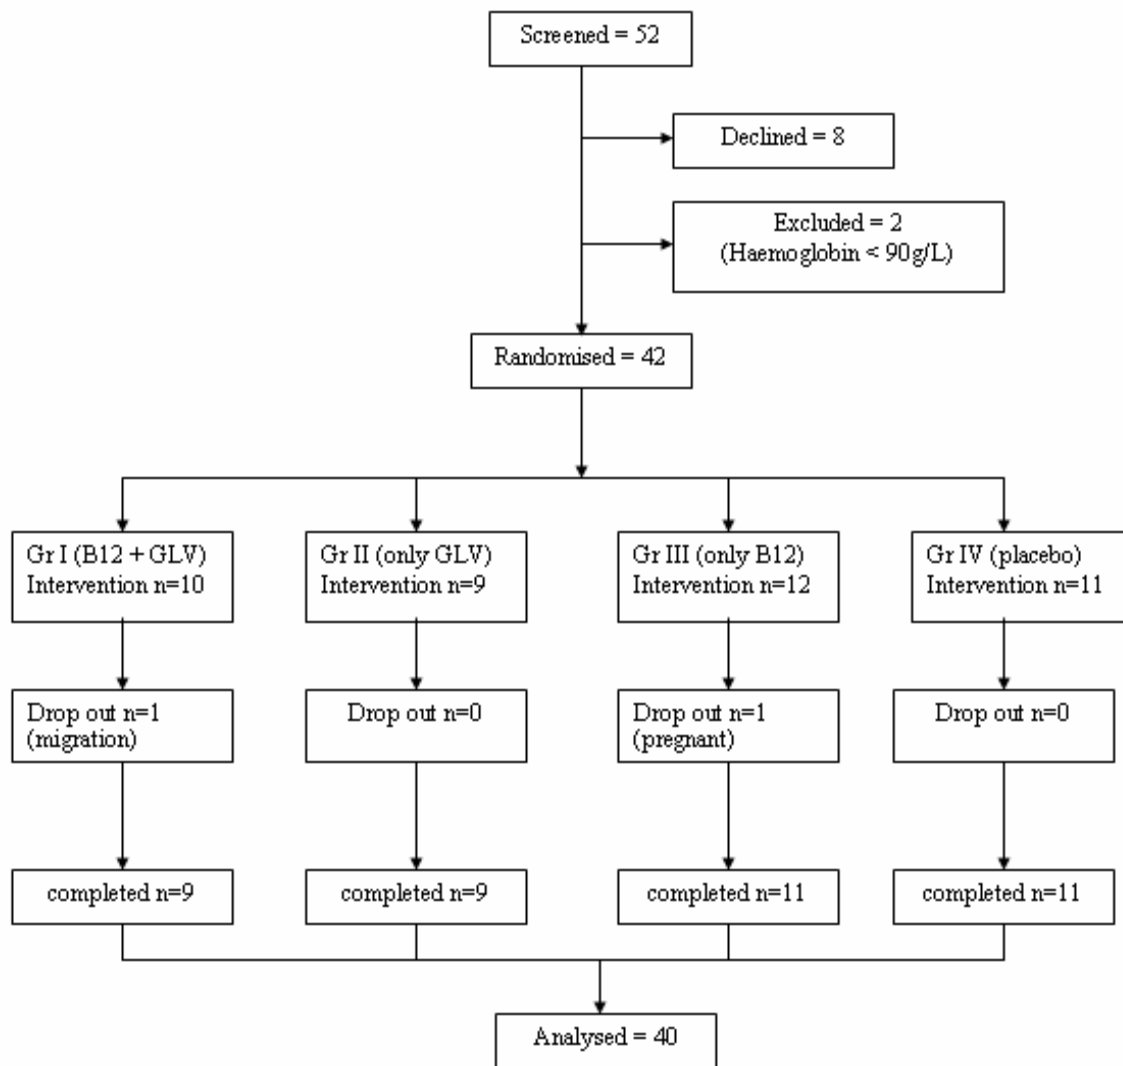 Screened = 52
Declined = 8
Excluded = 2
(Haemoglobin < 90g/L)
Randomised = 42
Gr I (B12 + GLV)
Intervention n=10
Gr II (only GLV)
Intervention n=9
Gr III (only B12)
Intervention n=12
Gr IV (placebo)
Intervention n=11
Drop out n=1
(migration)
Drop out n=0
Drop out n=1
(pregnant)
Drop out n=0
completed n=9
completed n=9
completed n=11
completed n=11
Analysed = 40